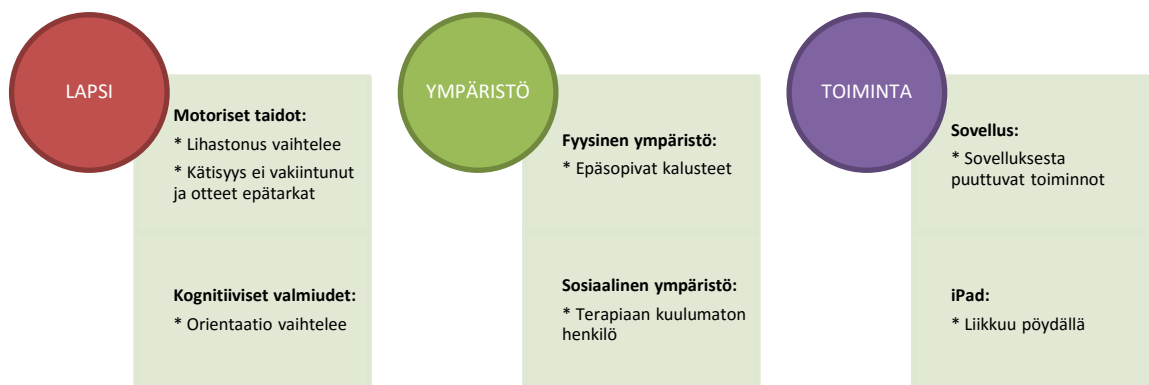 LAPSI
Motoriset taidot:
* Lihastonus vaihtelee
* Kätisyys ei vakiintunut
ja otteet epätarkat
Kognitiiviset valmiudet:
* Orientaatio vaihtelee
YMPÄRISTÖ
Fyysinen ympäristö:
* Epäsopivat kalusteet
Sosiaalinen ympäristö:
* Terapiaan kuulumaton
henkilö
TOIMINTA
Sovellus:
* Sovelluksesta
puuttuvat toiminnot
iPad:
* Liikkuu pöydällä